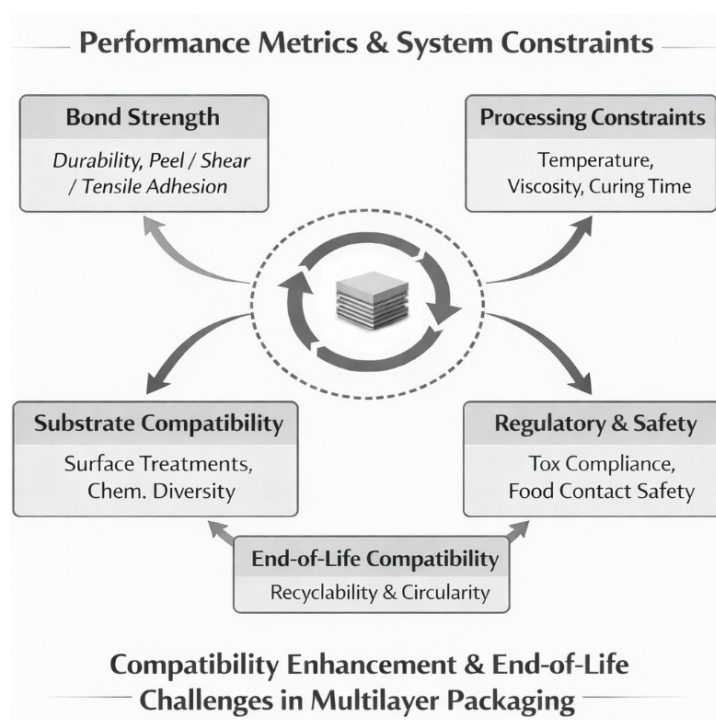 Performance Metrics & System Constraints
Bond Strength
Durability, Peel / Shear
/ Tensile Adhesion
Processing Constraints
Temperature,
Viscosity, Curing Time
Substrate Compatibility
Surface Treatments,
Chem. Diversity
Regulatory & Safety
Tox Compliance,
Food Contact Safety
End-of-Life Compatibility
Recyclability & Circularity
Compatibility Enhancement & End-of-Life
Challenges in Multilayer Packaging